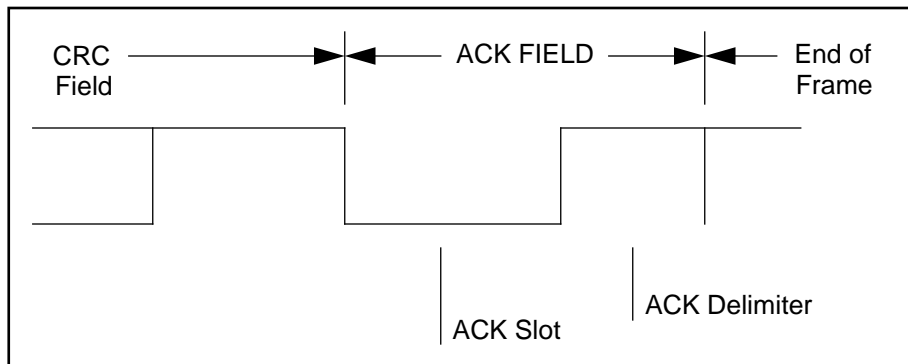 CRC
Field
ACK FIELD
End of
Frame
ACK Slot
ACK Delimiter